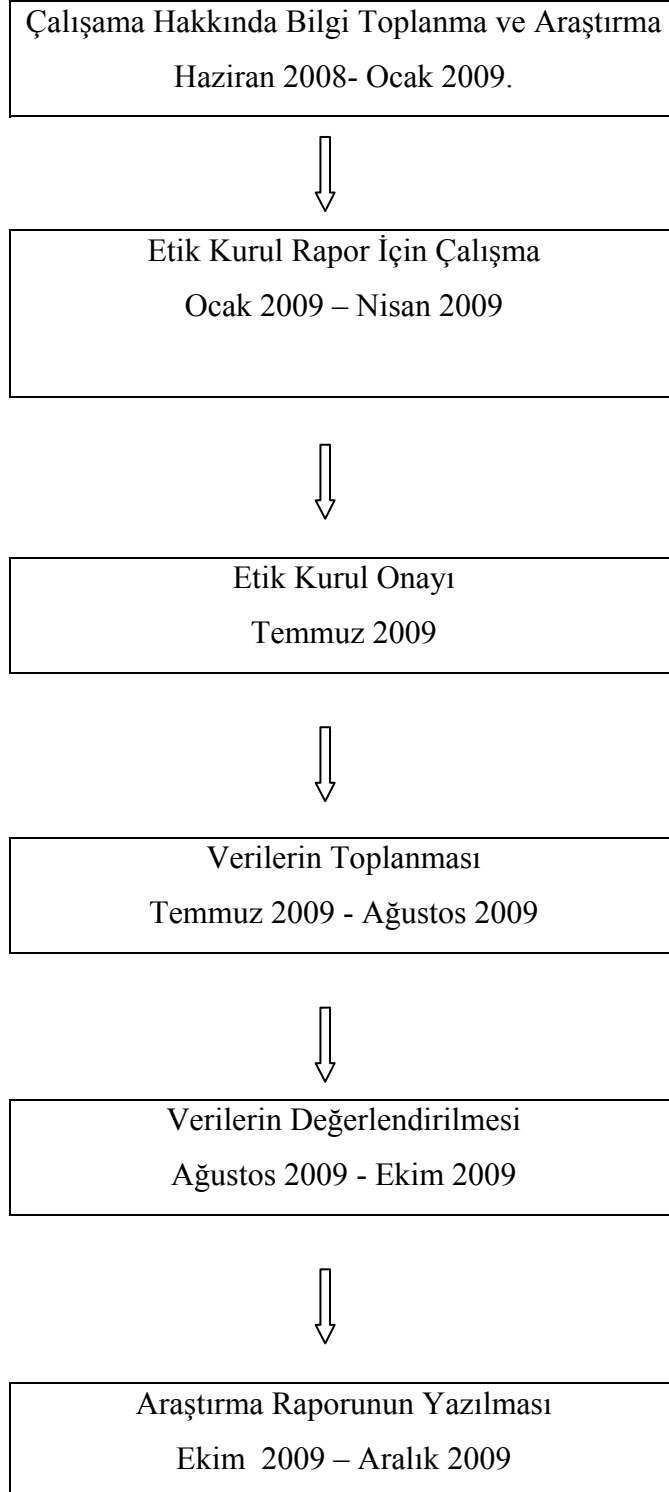 Çalışama Hakkında Bilgi Toplanma ve Araştırma
Haziran 2008- Ocak 2009.
Etik Kurul Rapor İçin Çalışma
Ocak 2009 – Nisan 2009
Etik Kurul Onayı
Temmuz 2009
Verilerin Toplanması
Temmuz 2009 - Ağustos 2009
Verilerin Değerlendirilmesi
Ağustos 2009 - Ekim 2009
Araştırma Raporunun Yazılması
Ekim  2009 – Aralık 2009